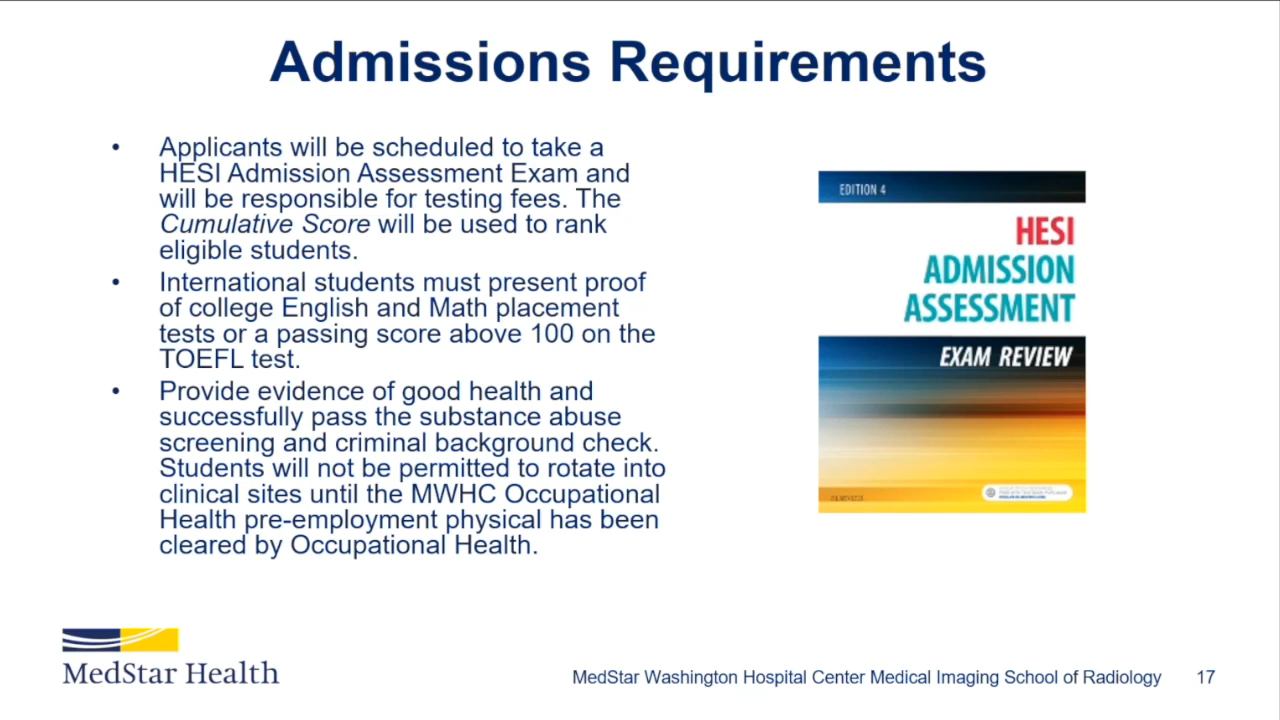 Admissions Requirements
• Applicants will be scheduled to take a
HESI Admission Assessment Exam and
will be responsible for testing fees. The
Cumulative Score will be used to rank
eligible students.
• International students must present proof
of college English and Math placement
tests or a passing score above 100 on the
TOEFL test.
• Provide evidence of good health and
successfully pass the substance abuse
screening and criminal background check.
Students will not be permitted to rotate into
clinical sites until the MWHC Occupational
Health pre-employment physical has been
cleared by Occupational Health.
EDITION 4
HESI
ADMISSION
ASSESSMENT
EXAM REVIEW
MedStar Health
MedStar Washington Hospital Center Medical Imaging School of Radiology 17